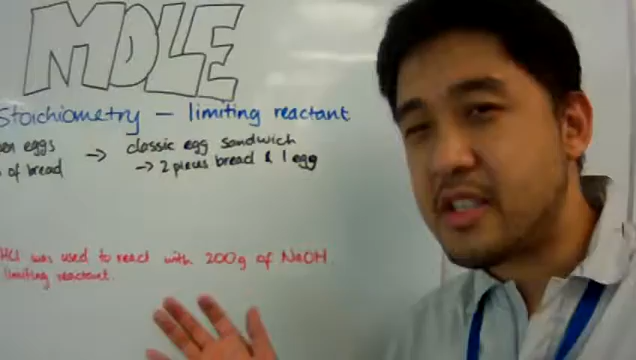 MOLE
Stoichiometry - limiting reactant
eggs → classic egg sandwich
of bread → 2 pieces bread & 1 egg
HCl was used to react with 200g of NaOH.
limiting reactant.